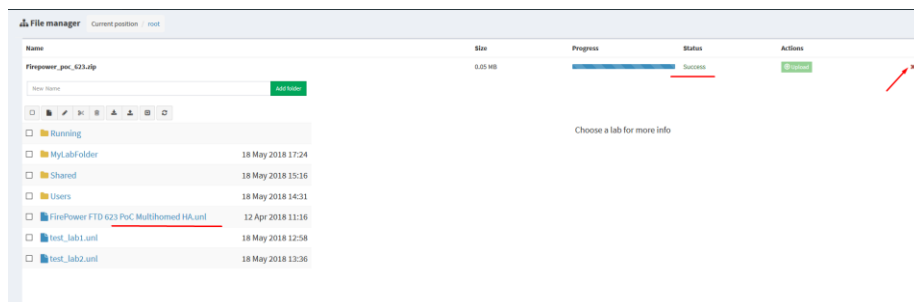 File manager Current position / root
Name Size Progress Status Actions
Firepower_poc_623.zip 0.05 MB Success Upload
New Name Add folder
Running
Choose a lab for more info
MyLabFolder 18 May 2018 17:24
Shared 18 May 2018 15:16
Users 18 May 2018 14:31
FirePower FTD 623 PoC Multihomed HA.unl 12 Apr 2018 11:16
test_lab1.unl 18 May 2018 12:58
test_lab2.unl 18 May 2018 13:36